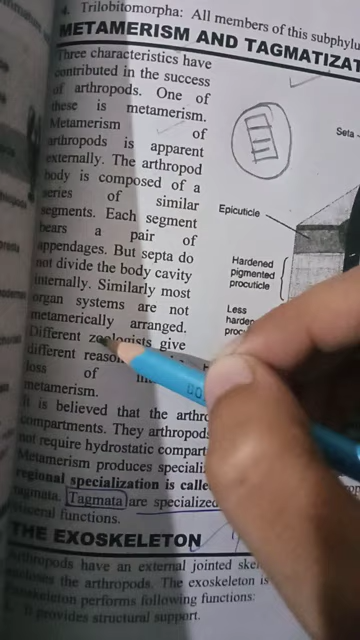 4. Trilobitomorpha: All members of this subphylu
METAMERISM AND TAGMATIZAT
Three characteristics have
contributed in the success
of arthropods. One of
these is metamerism.
Metamerism of
arthropods is apparent
externally. The arthropod
body is composed of a
series of similar
segments. Each segment
bears a pair of
appendages. But septa do
not divide the body cavity
internally. Similarly most
organ systems are not
metamerically arranged.
Different zoologists give
different reason
loss of
metamerism.
It is believed that the arthro
compartments. They arthropods
not require hydrostatic compart
Metamerism produces speciali
regional specialization is calle
tagmata. Tagmata are specialized
visceral functions.
THE EXOSKELETON
Arthropods have an external jointed ske
encloses the arthropods. The exoskeleton is
exoskeleton performs following functions:
It provides structural support.
Seta
Epicuticle
Hardened
pigmented
procuticle
Less
harde
proc